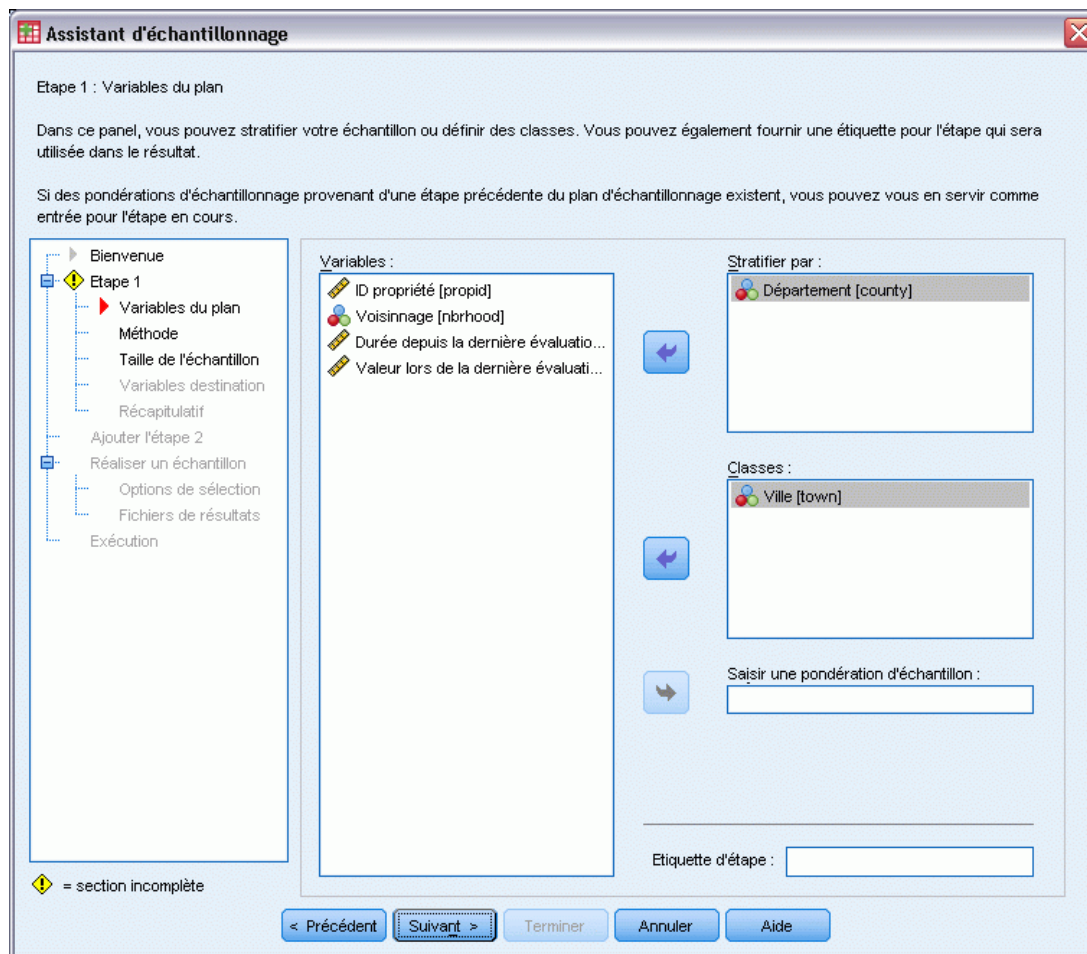 Assistant d'échantillonnage
Etape 1 : Variables du plan
Dans ce panel, vous pouvez stratifier votre échantillon ou définir des classes. Vous pouvez également fournir une étiquette pour l'étape qui sera
utilisée dans le résultat.
Si des pondérations d'échantillonnage provenant d'une étape précédente du plan d'échantillonnage existent, vous pouvez vous en servir comme
entrée pour l'étape en cours.
Bienvenue
Etape 1
Variables du plan
Méthode
Taille de l'échantillon
Variables destination
Récapitulatif
Ajouter l'étape 2
Réaliser un échantillon
Options de sélection
Fichiers de résultats
Exécution
= section incomplète
Variables :
ID propriété [propid]
Voisinnage [nbrhood]
Durée depuis la dernière évaluatio...
Valeur lors de la dernière évaluati...
Stratifier par :
Département [county]
Classes :
Ville [town]
Saisir une pondération d'échantillon :
Etiquette d'étape :
< Précédent
Suivant >
Terminer
Annuler
Aide